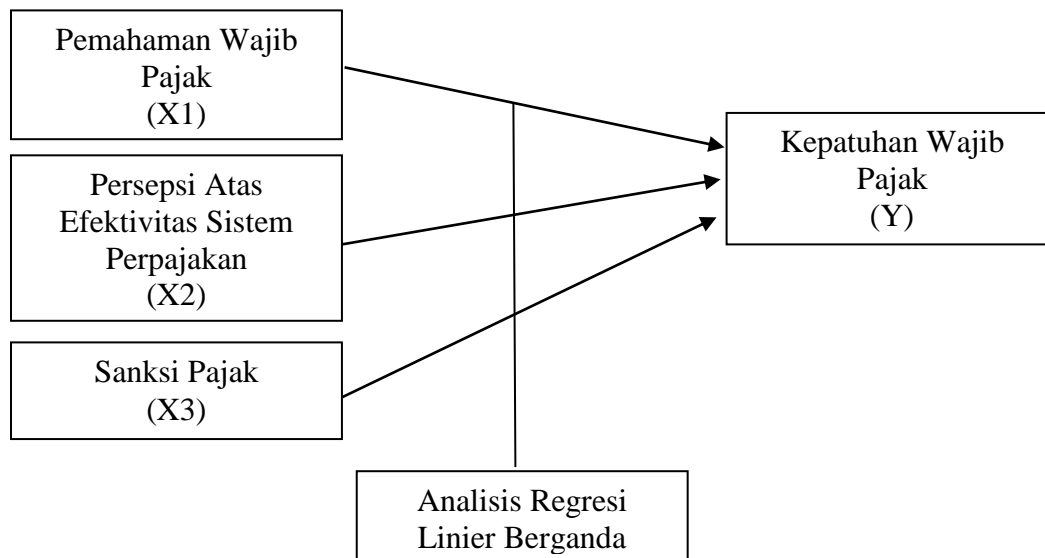 Pemahaman Wajib
Pajak
(X1)
Persepsi Atas
Efektivitas Sistem
Perpajakan
(X2)
Sanksi Pajak
(X3)
Kepatuhan Wajib
Pajak
(Y)
Analisis Regresi
Linier Berganda